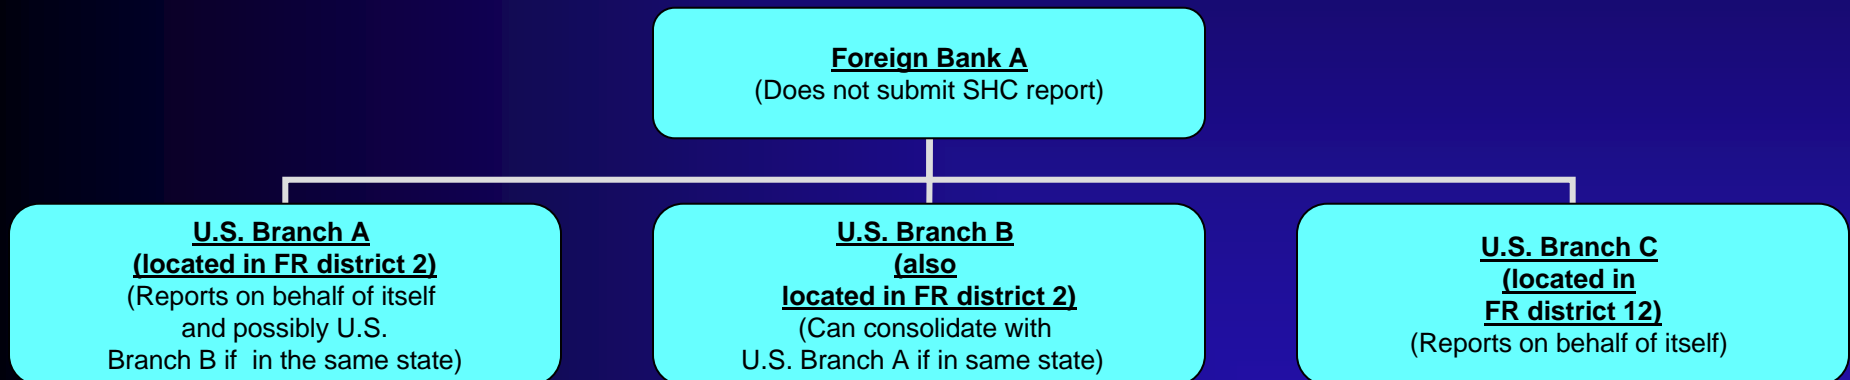 Foreign Bank A
(Does not submit SHC report)
U.S. Branch A
(located in FR district 2)
(Reports on behalf of itself
and possibly U.S.
Branch B if in the same state)
U.S. Branch B
(also
located in FR district 2)
(Can consolidate with
U.S. Branch A if in same state)
U.S. Branch C
(located in
FR district 12)
(Reports on behalf of itself)